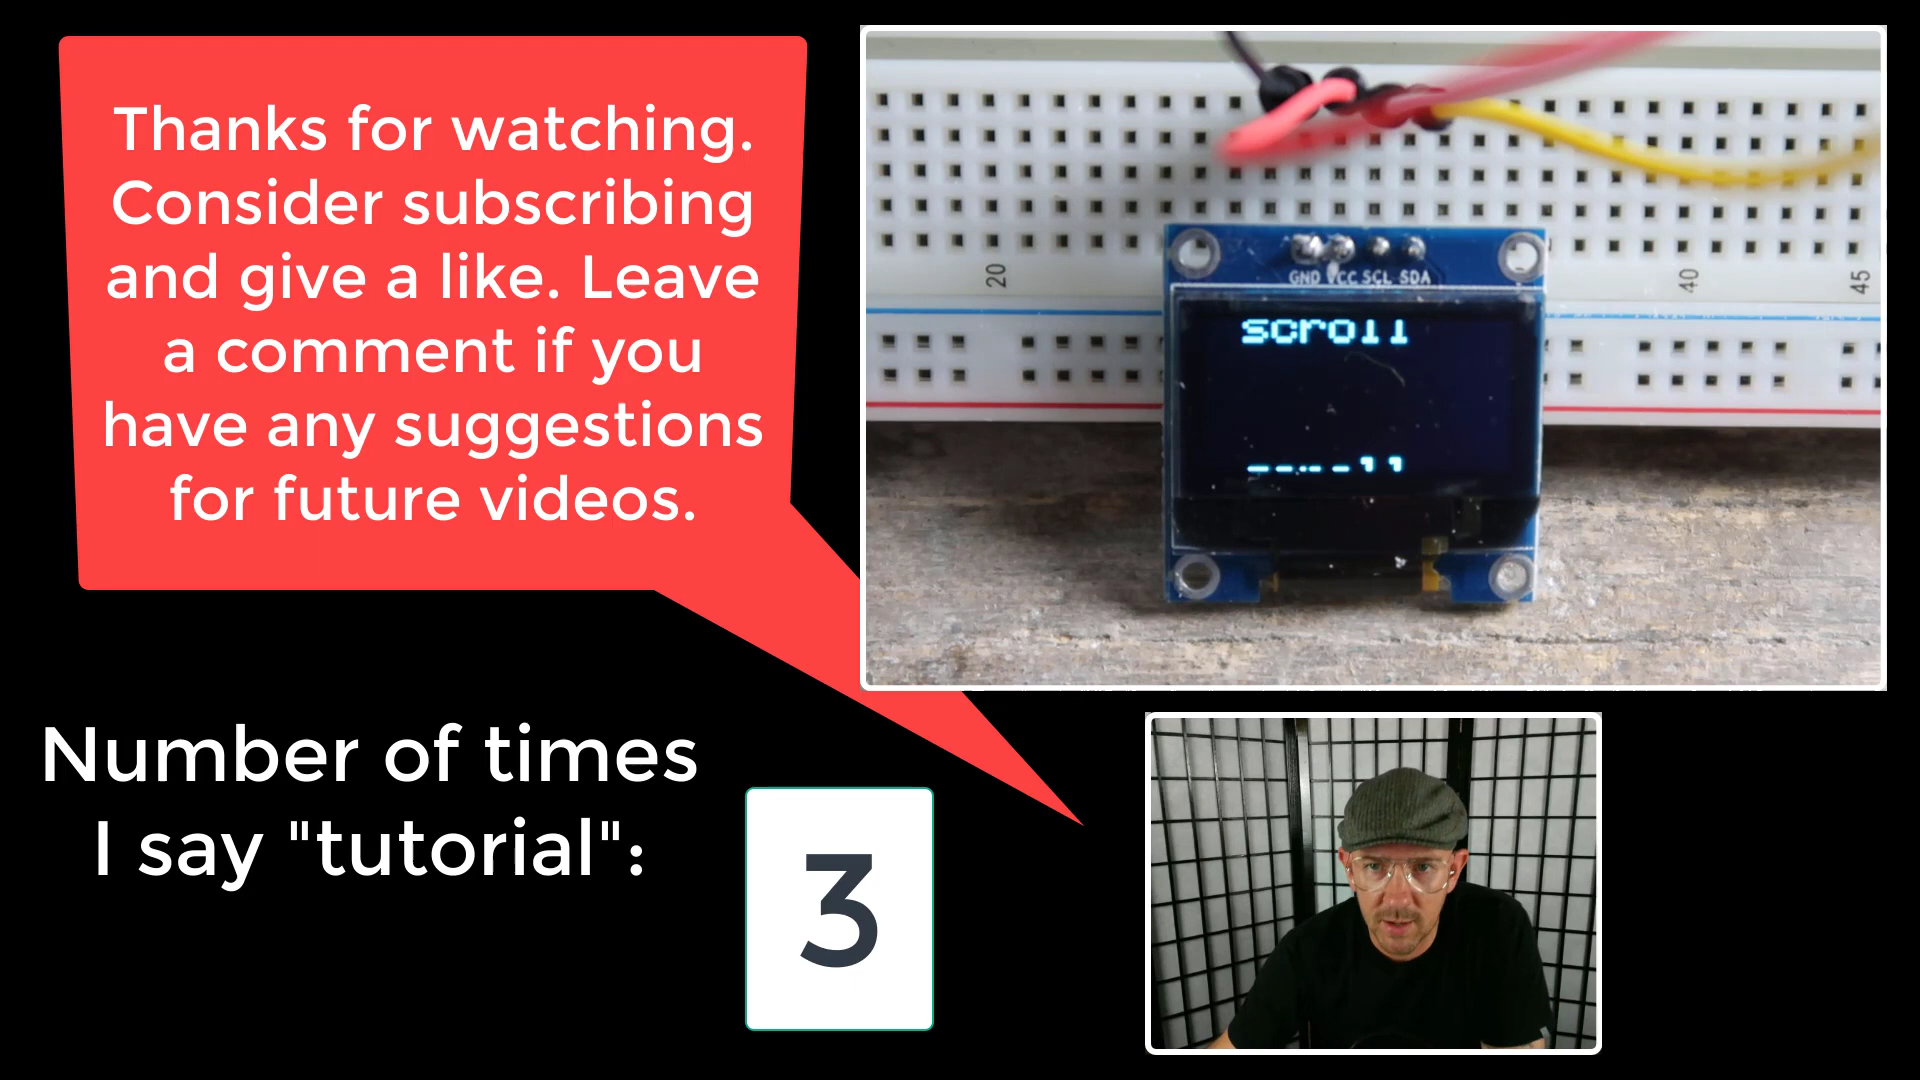 Thanks for watching.
Consider subscribing
and give a like. Leave
a comment if you
have any suggestions
for future videos.
GND VCC SCL SDA
20
40
45
scroll
Number of times
I say "tutorial":
3